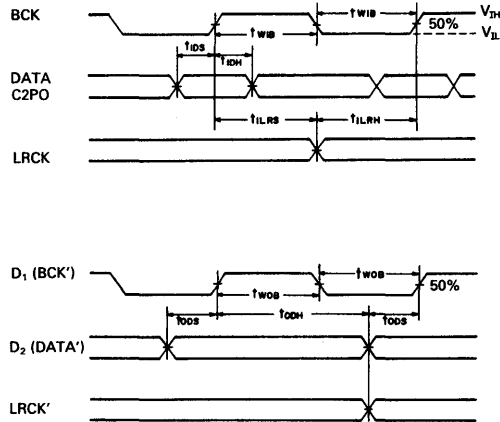 BCK
tWIB
tWIB
50%
VIH
VIL
tIDS
tIDH
DATA
C2PO
tILRS
tILRH
LRCK
D1 (BCK')
tWOB
tWOB
50%
tODS
tODH
tODS
D2 (DATA')
LRCK'